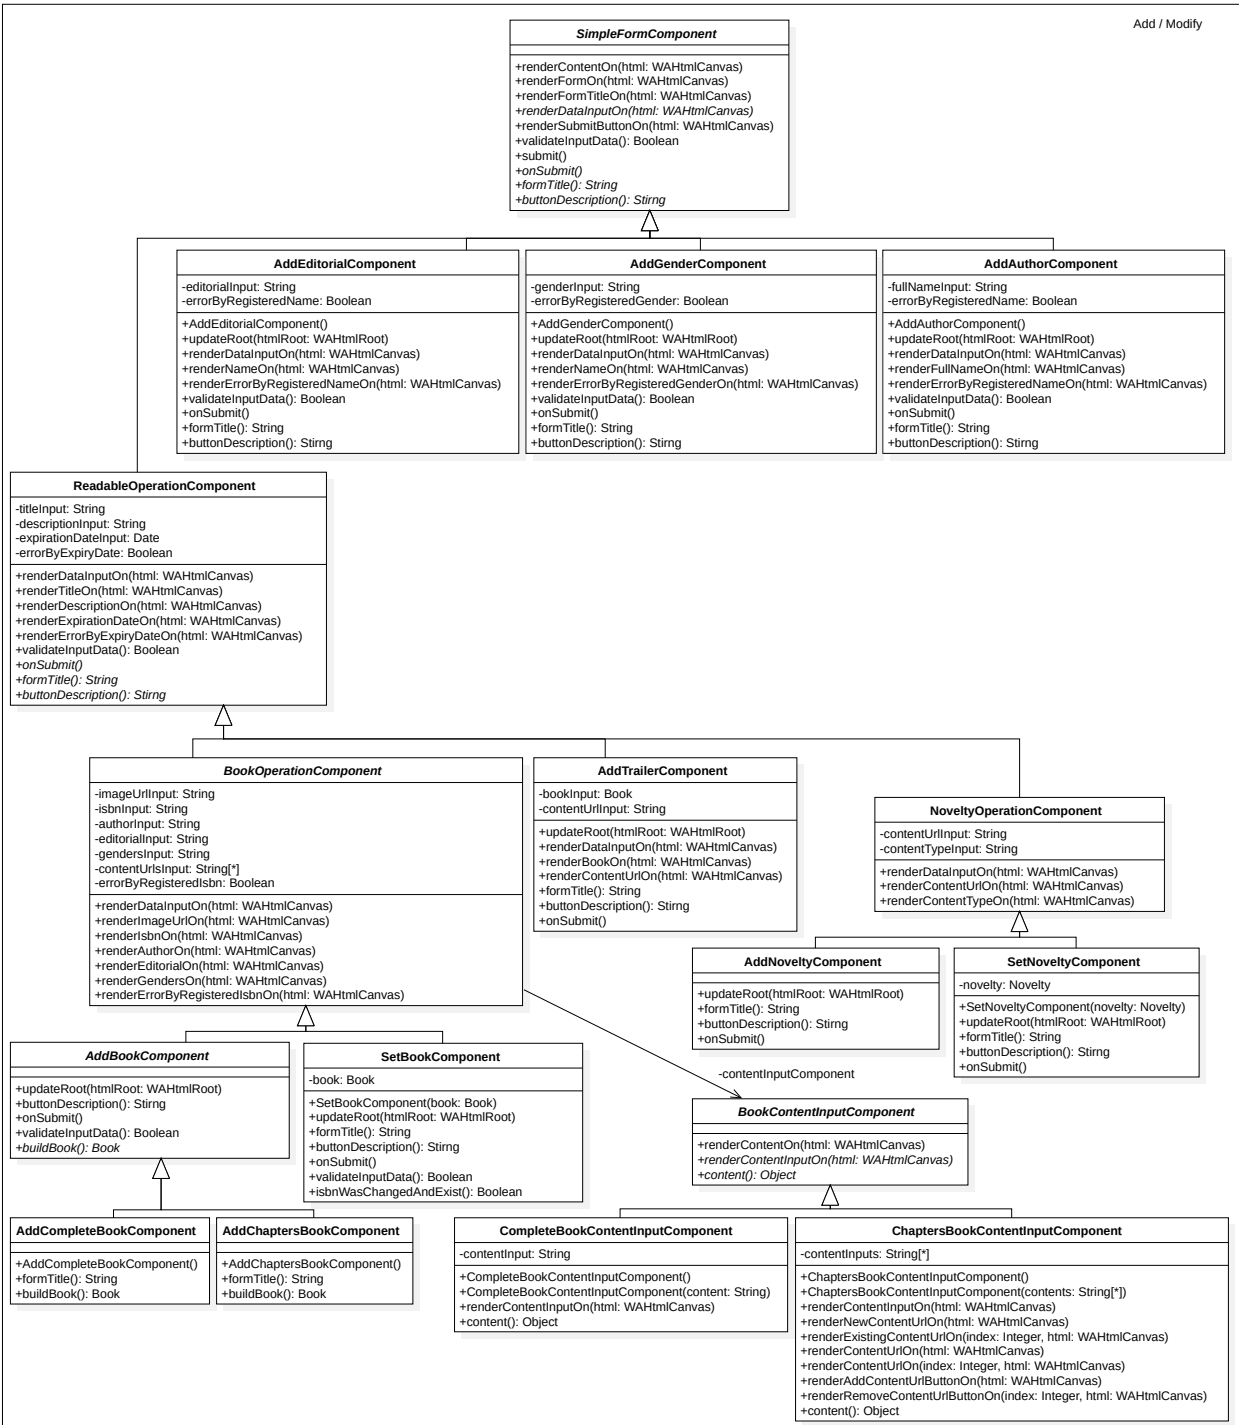 Add / Modify
SimpleFormComponent
+renderContentOn(html: WAHtmlCanvas)
+renderFormOn(html: WAHtmlCanvas)
+renderFormTitleOn(html: WAHtmlCanvas)
+renderDataInputOn(html: WAHtmlCanvas)
+renderSubmitButtonOn(html: WAHtmlCanvas)
+validateInputData(): Boolean
+submit()
+onSubmit()
+formTitle(): String
+buttonDescription(): Stirng
AddEditorialComponent
-editorialInput: String
-errorByRegisteredName: Boolean
+AddEditorialComponent()
+updateRoot(htmlRoot: WAHtmlRoot)
+renderDataInputOn(html: WAHtmlCanvas)
+renderNameOn(html: WAHtmlCanvas)
+renderErrorByRegisteredNameOn(html: WAHtmlCanvas)
+validateInputData(): Boolean
+onSubmit()
+formTitle(): String
+buttonDescription(): Stirng
AddGenderComponent
-genderInput: String
-errorByRegisteredGender: Boolean
+AddGenderComponent()
+updateRoot(htmlRoot: WAHtmlRoot)
+renderDataInputOn(html: WAHtmlCanvas)
+renderNameOn(html: WAHtmlCanvas)
+renderErrorByRegisteredGenderOn(html: WAHtmlCanvas)
+validateInputData(): Boolean
+onSubmit()
+formTitle(): String
+buttonDescription(): Stirng
AddAuthorComponent
-fullNameInput: String
-errorByRegisteredName: Boolean
+AddAuthorComponent()
+updateRoot(htmlRoot: WAHtmlRoot)
+renderDataInputOn(html: WAHtmlCanvas)
+renderFullNameOn(html: WAHtmlCanvas)
+renderErrorByRegisteredNameOn(html: WAHtmlCanvas)
+validateInputData(): Boolean
+onSubmit()
+formTitle(): String
+buttonDescription(): Stirng
ReadableOperationComponent
-titleInput: String
-descriptionInput: String
-expirationDateInput: Date
-errorByExpiryDate: Boolean
+renderDataInputOn(html: WAHtmlCanvas)
+renderTitleOn(html: WAHtmlCanvas)
+renderDescriptionOn(html: WAHtmlCanvas)
+renderExpirationDateOn(html: WAHtmlCanvas)
+renderErrorByExpiryDateOn(html: WAHtmlCanvas)
+validateInputData(): Boolean
+onSubmit()
+formTitle(): String
+buttonDescription(): Stirng
BookOperationComponent
-imageUrlInput: String
-isbnInput: String
-authorInput: String
-editorialInput: String
-gendersInput: String
-contentUrlsInput: String[*]
-errorByRegisteredIsbn: Boolean
+renderDataInputOn(html: WAHtmlCanvas)
+renderImageUrlOn(html: WAHtmlCanvas)
+renderIsbnOn(html: WAHtmlCanvas)
+renderAuthorOn(html: WAHtmlCanvas)
+renderEditorialOn(html: WAHtmlCanvas)
+renderGendersOn(html: WAHtmlCanvas)
+renderErrorByRegisteredIsbnOn(html: WAHtmlCanvas)
AddTrailerComponent
-bookInput: Book
-contentUrlInput: String
+updateRoot(htmlRoot: WAHtmlRoot)
+renderDataInputOn(html: WAHtmlCanvas)
+renderBookOn(html: WAHtmlCanvas)
+renderContentUrlOn(html: WAHtmlCanvas)
+formTitle(): String
+buttonDescription(): Stirng
+onSubmit()
NoveltyOperationComponent
-contentUrlInput: String
-contentTypeInput: String
+renderDataInputOn(html: WAHtmlCanvas)
+renderContentUrlOn(html: WAHtmlCanvas)
+renderContentTypeOn(html: WAHtmlCanvas)
AddNoveltyComponent
+updateRoot(htmlRoot: WAHtmlRoot)
+formTitle(): String
+buttonDescription(): Stirng
+onSubmit()
SetNoveltyComponent
-novelty: Novelty
+SetNoveltyComponent(novelty: Novelty)
+updateRoot(htmlRoot: WAHtmlRoot)
+formTitle(): String
+buttonDescription(): Stirng
+onSubmit()
AddBookComponent
+updateRoot(htmlRoot: WAHtmlRoot)
+buttonDescription(): Stirng
+onSubmit()
+validateInputData(): Boolean
+buildBook(): Book
SetBookComponent
-book: Book
+SetBookComponent(book: Book)
+updateRoot(htmlRoot: WAHtmlRoot)
+formTitle(): String
+buttonDescription(): Stirng
+onSubmit()
+validateInputData(): Boolean
+isbnWasChangedAndExist(): Boolean
-contentInputComponent
BookContentInputComponent
+renderContentOn(html: WAHtmlCanvas)
+renderContentInputOn(html: WAHtmlCanvas)
+content(): Object
AddCompleteBookComponent
+AddCompleteBookComponent()
+formTitle(): String
+buildBook(): Book
AddChaptersBookComponent
+AddChaptersBookComponent()
+formTitle(): String
+buildBook(): Book
CompleteBookContentInputComponent
-contentInput: String
+CompleteBookContentInputComponent()
+CompleteBookContentInputComponent(content: String)
+renderContentInputOn(html: WAHtmlCanvas)
+content(): Object
ChaptersBookContentInputComponent
-contentInputs: String[*]
+ChaptersBookContentInputComponent()
+ChaptersBookContentInputComponent(contents: String[*])
+renderContentInputOn(html: WAHtmlCanvas)
+renderNewContentUrlOn(html: WAHtmlCanvas)
+renderExistingContentUrlOn(index: Integer, html: WAHtmlCanvas)
+renderContentUrlOn(html: WAHtmlCanvas)
+renderContentUrlOn(index: Integer, html: WAHtmlCanvas)
+renderAddContentUrlButtonOn(html: WAHtmlCanvas)
+renderRemoveContentUrlButtonOn(index: Integer, html: WAHtmlCanvas)
+content(): Object